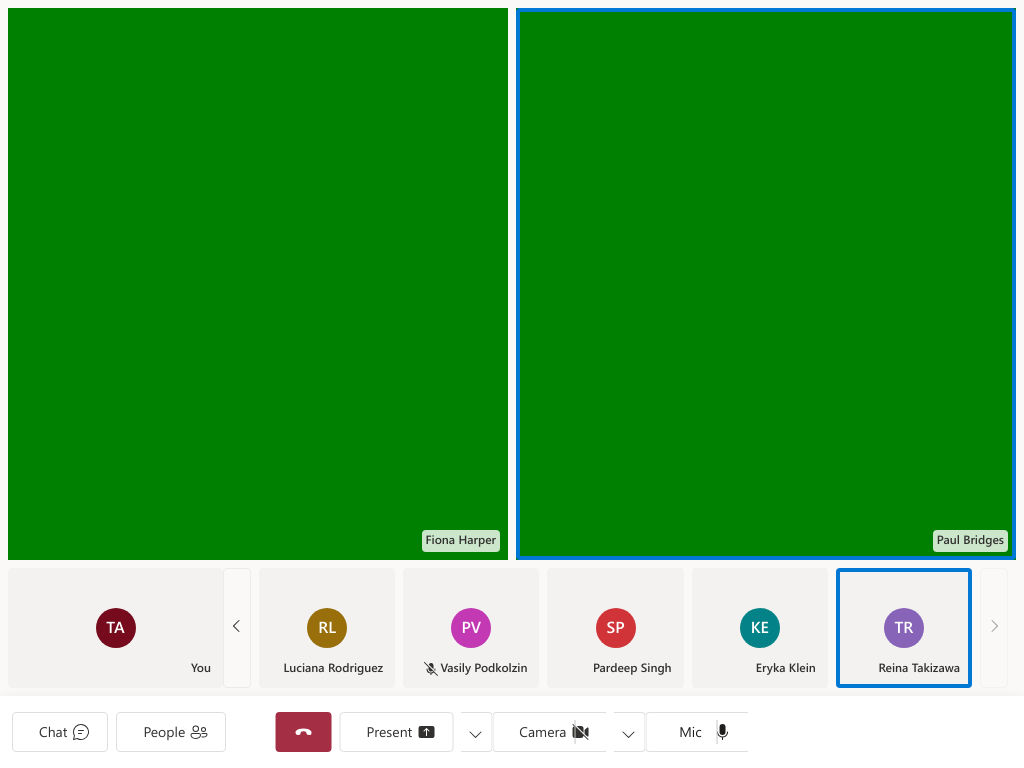 Fiona Harper
Paul Bridges
TA
You
RL
Luciana Rodriguez
PV
Vasily Podkolzin
SP
Pardeep Singh
KE
Eryka Klein
TR
Reina Takizawa
Chat
People
Present
Camera
Mic